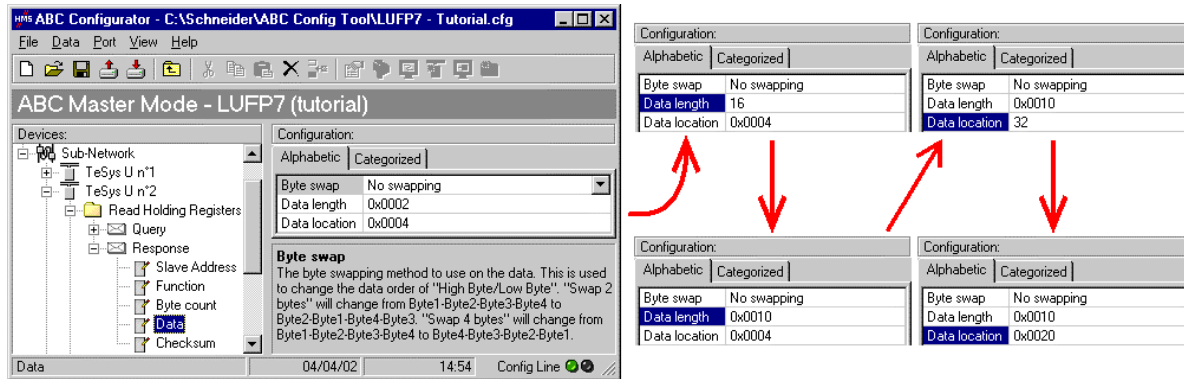 HMS ABC Configurator - C:\Schneider\ABC Config Tool\LUFP7 - Tutorial.cfg
File Data Port View Help
ABC Master Mode - LUFP7 (tutorial)
Devices:
Sub-Network
TeSys U n°1
TeSys U n°2
Read Holding Registers
Query
Response
Slave Address
Function
Byte count
Data
Checksum
Configuration:
Alphabetic Categorized
Byte swap No swapping
Data length 0x0002
Data location 0x0004
Byte swap
The byte swapping method to use on the data. This is used
to change the data order of "High Byte/Low Byte". "Swap 2
bytes" will change from Byte1-Byte2-Byte3-Byte4 to
Byte2-Byte1-Byte4-Byte3. "Swap 4 bytes" will change from
Byte1-Byte2-Byte3-Byte4 to Byte4-Byte3-Byte2-Byte1.
Data 04/04/02 14:54 Config Line
Configuration:
Alphabetic Categorized
Byte swap No swapping
Data length 16
Data location 0x0004
Configuration:
Alphabetic Categorized
Byte swap No swapping
Data length 0x0010
Data location 0x0004
Configuration:
Alphabetic Categorized
Byte swap No swapping
Data length 0x0010
Data location 32
Configuration:
Alphabetic Categorized
Byte swap No swapping
Data length 0x0010
Data location 0x0020